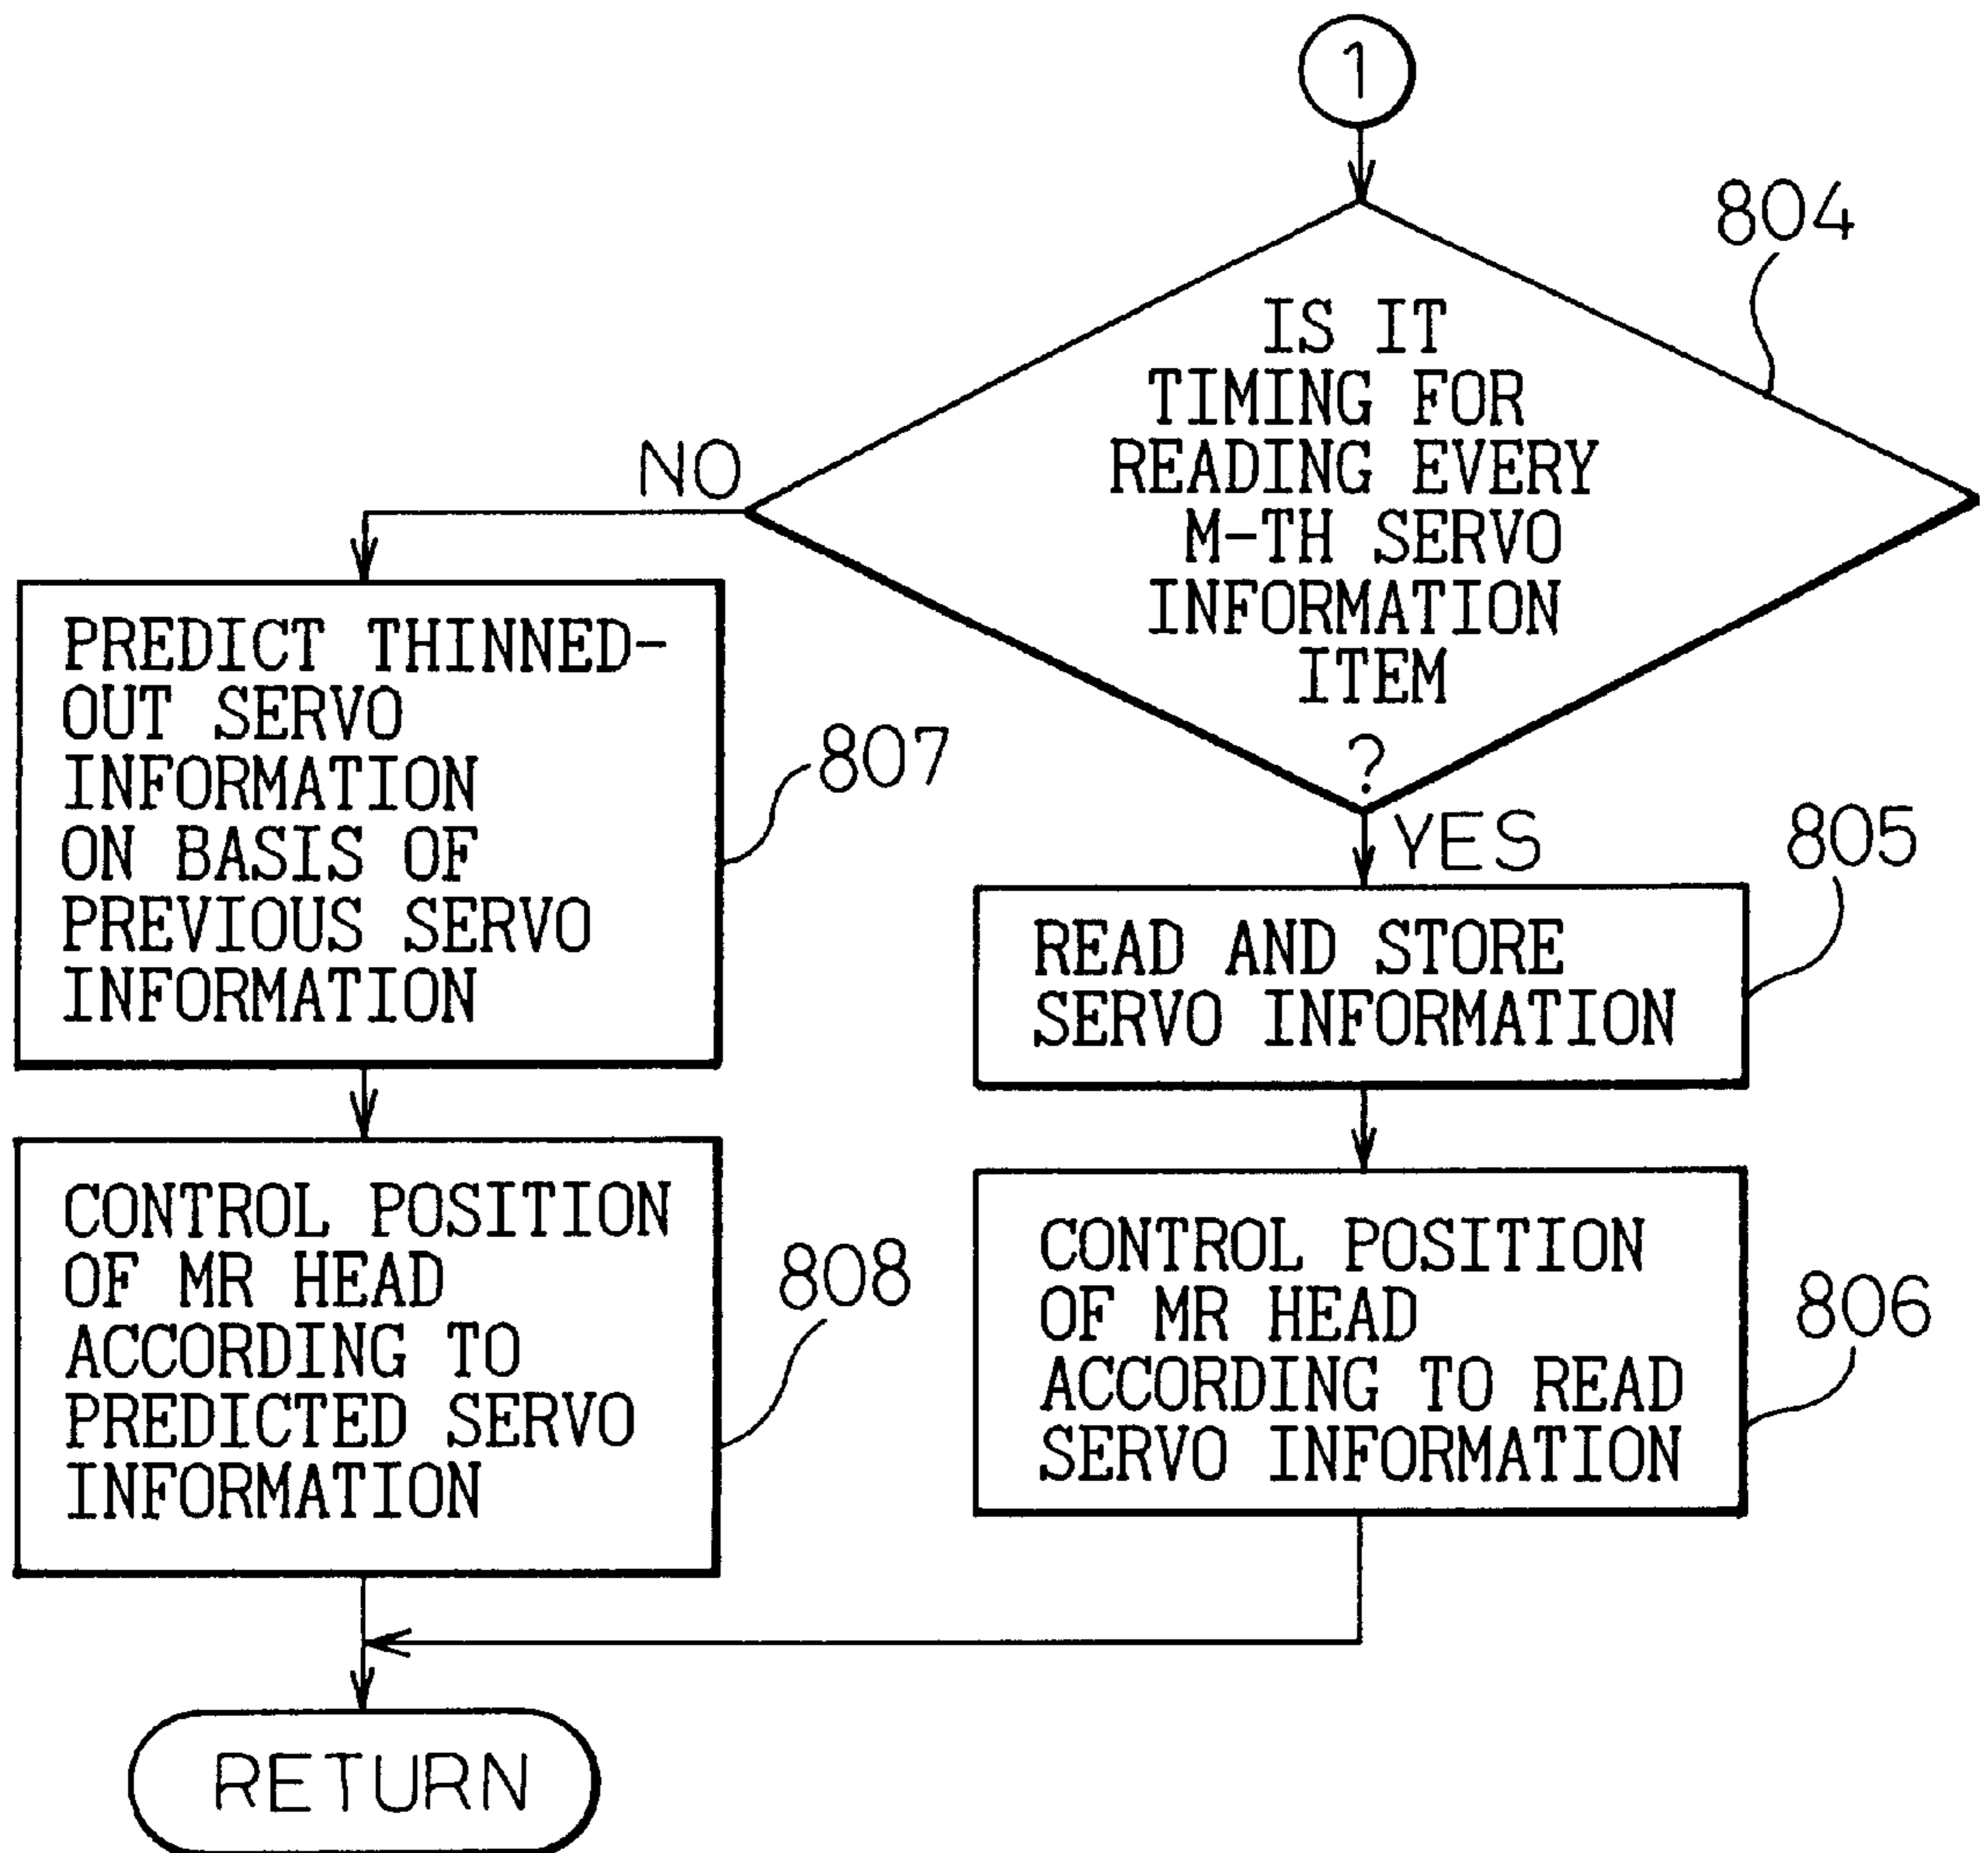 1
804
IS IT
TIMING FOR
READING EVERY
M-TH SERVO
INFORMATION
ITEM
?
NO
YES
PREDICT THINNED-
OUT SERVO
INFORMATION
ON BASIS OF
PREVIOUS SERVO
INFORMATION
807
805
READ AND STORE
SERVO INFORMATION
CONTROL POSITION
OF MR HEAD
ACCORDING TO
PREDICTED SERVO
INFORMATION
808
CONTROL POSITION
OF MR HEAD
ACCORDING TO READ
SERVO INFORMATION
806
RETURN